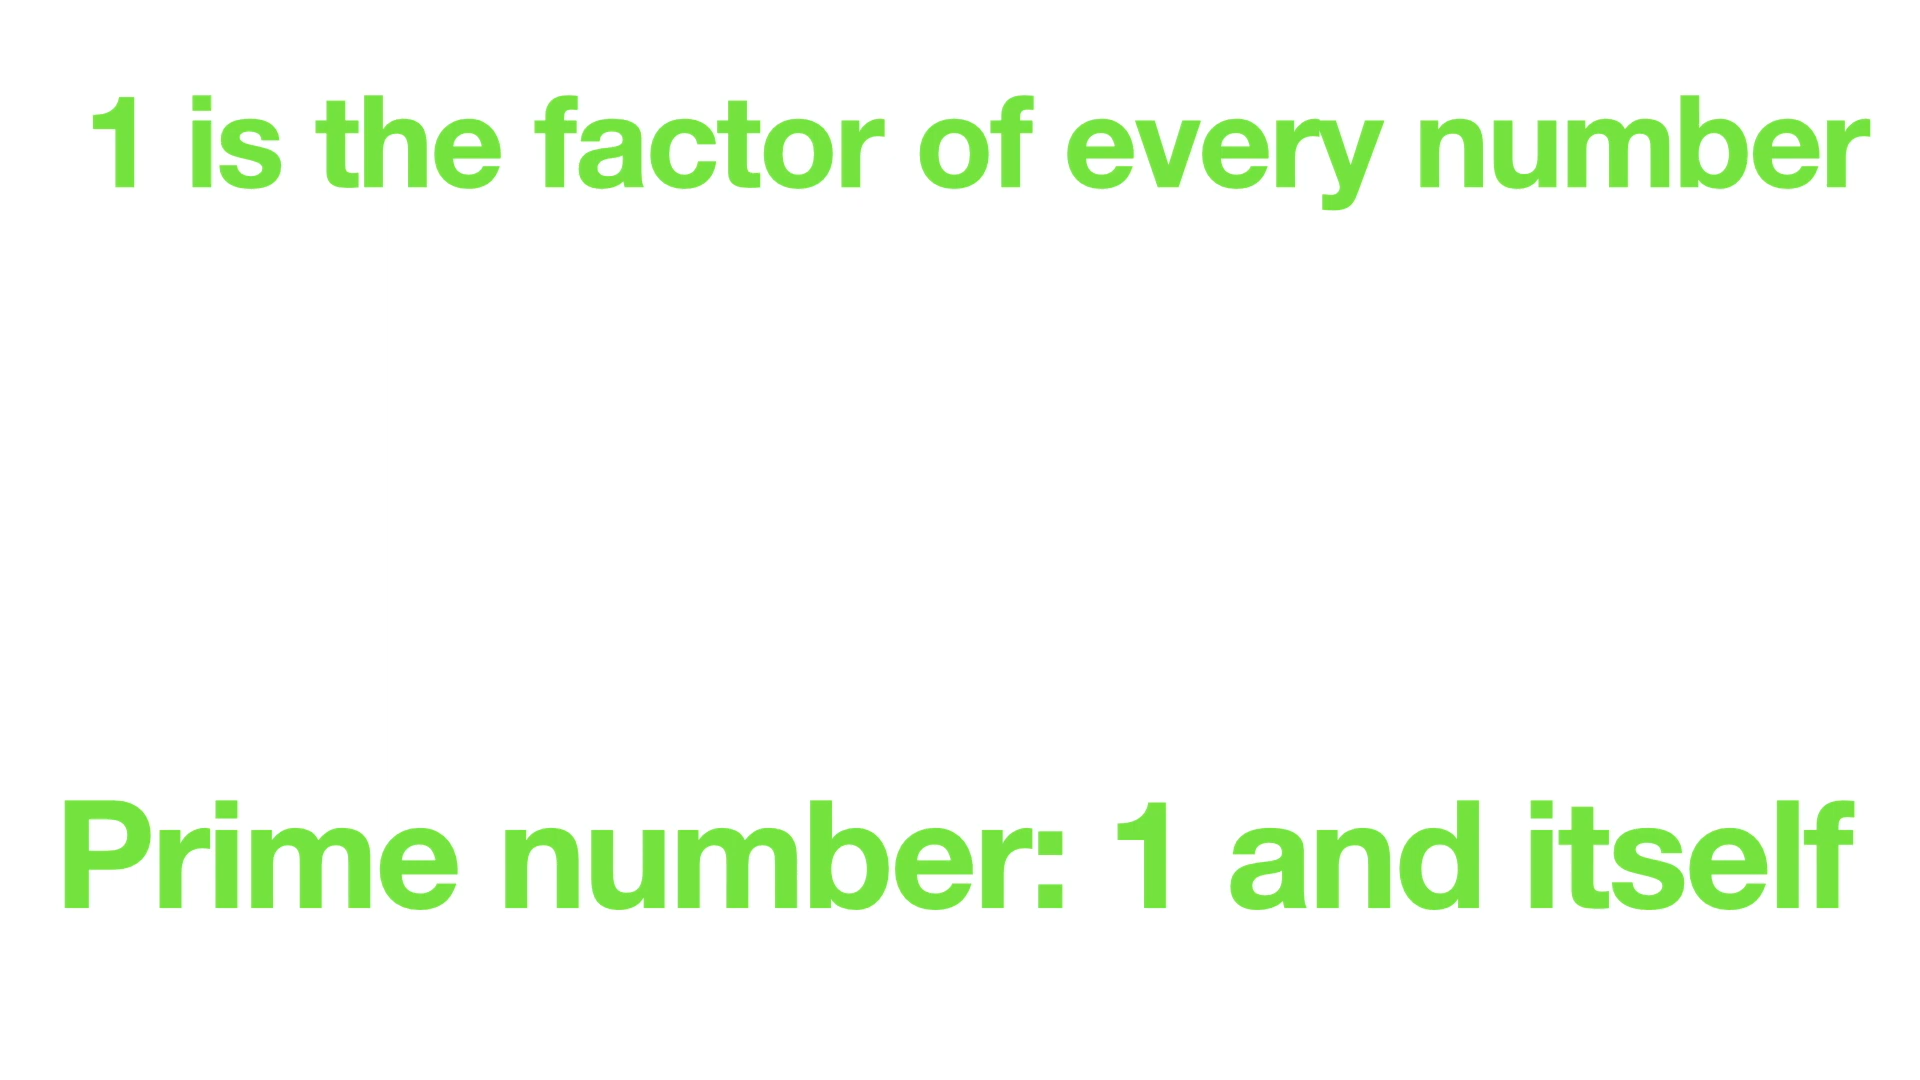 1 is the factor of every number
Prime number: 1 and itself